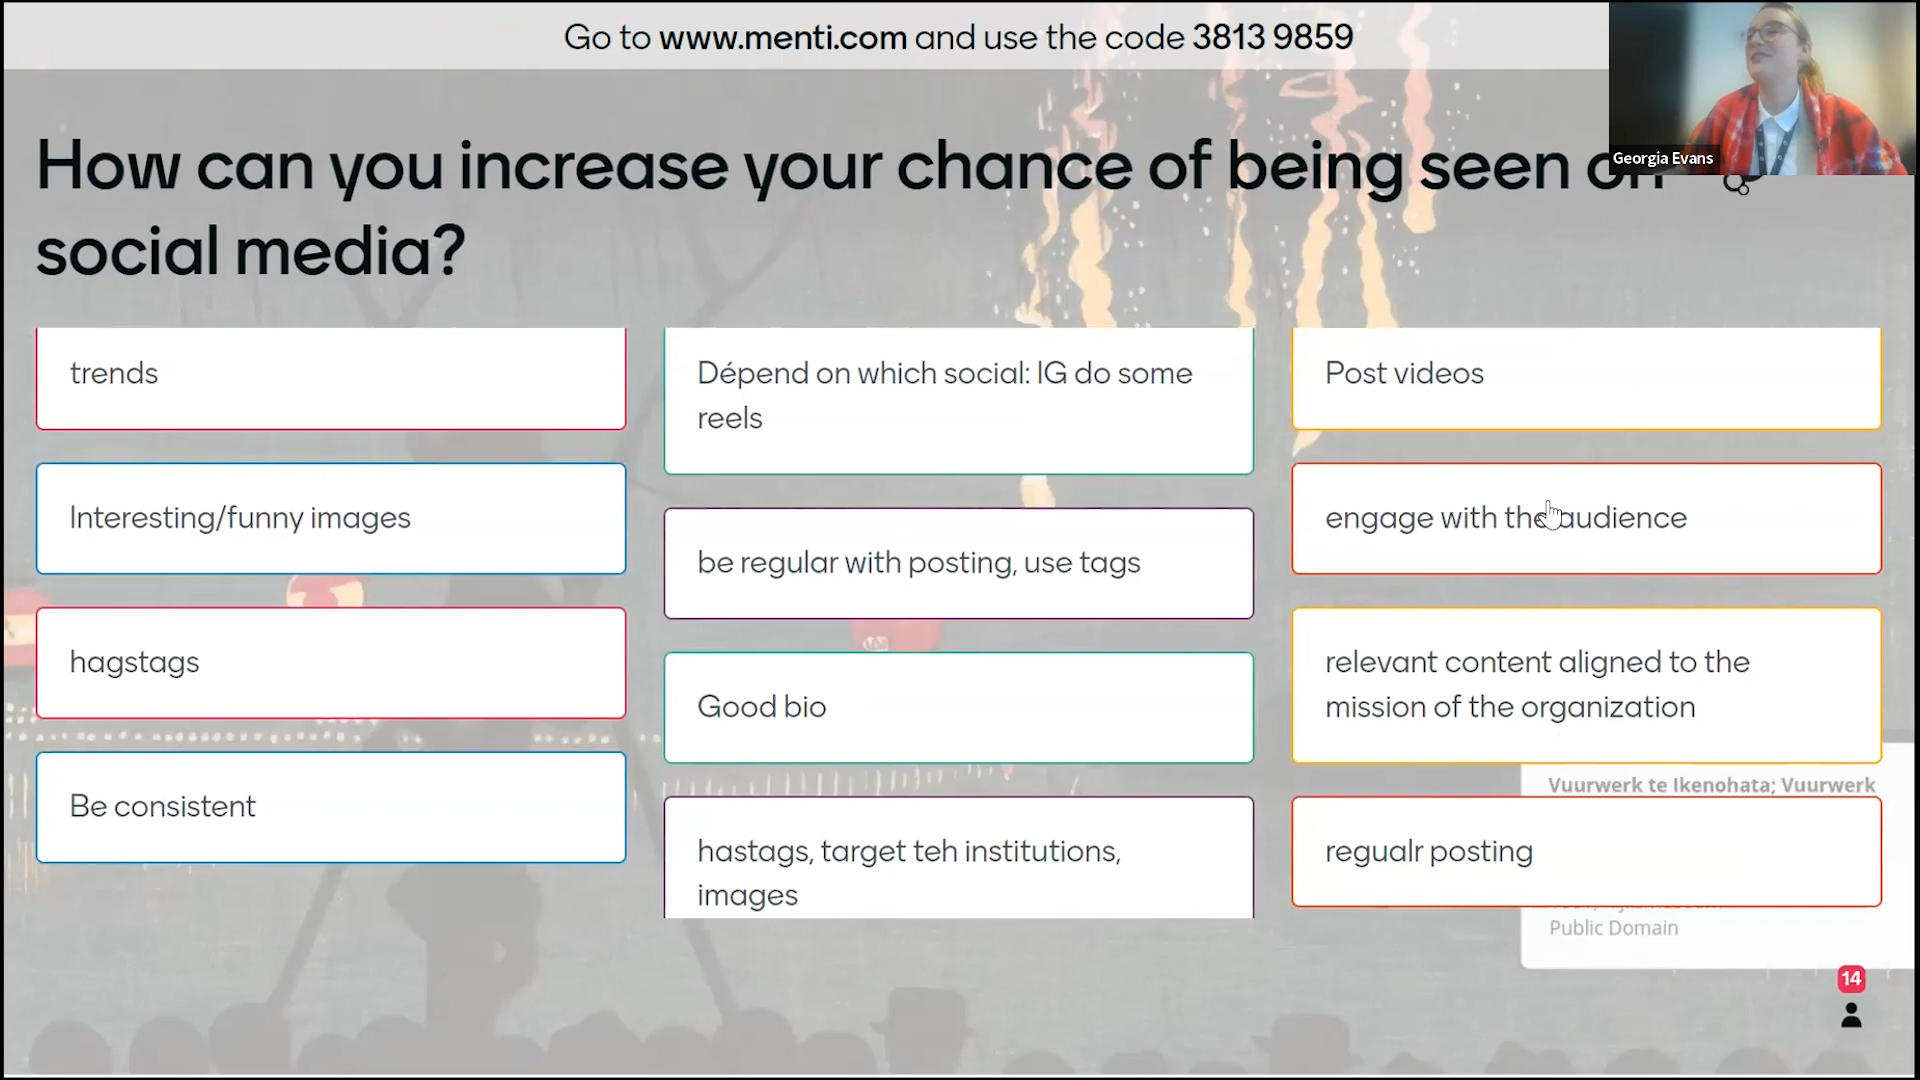 Go to www.menti.com and use the code 3813 9859
Georgia Evans
How can you increase your chance of being seen on
social media?
trends
Interesting/funny images
hagstags
Be consistent
Dépend on which social: IG do some
reels
be regular with posting, use tags
Good bio
hastags, target teh institutions,
images
Post videos
engage with the audience
relevant content aligned to the
mission of the organization
Vuurwerk te Ikenohata; Vuurwerk
regualr posting
Public Domain
14